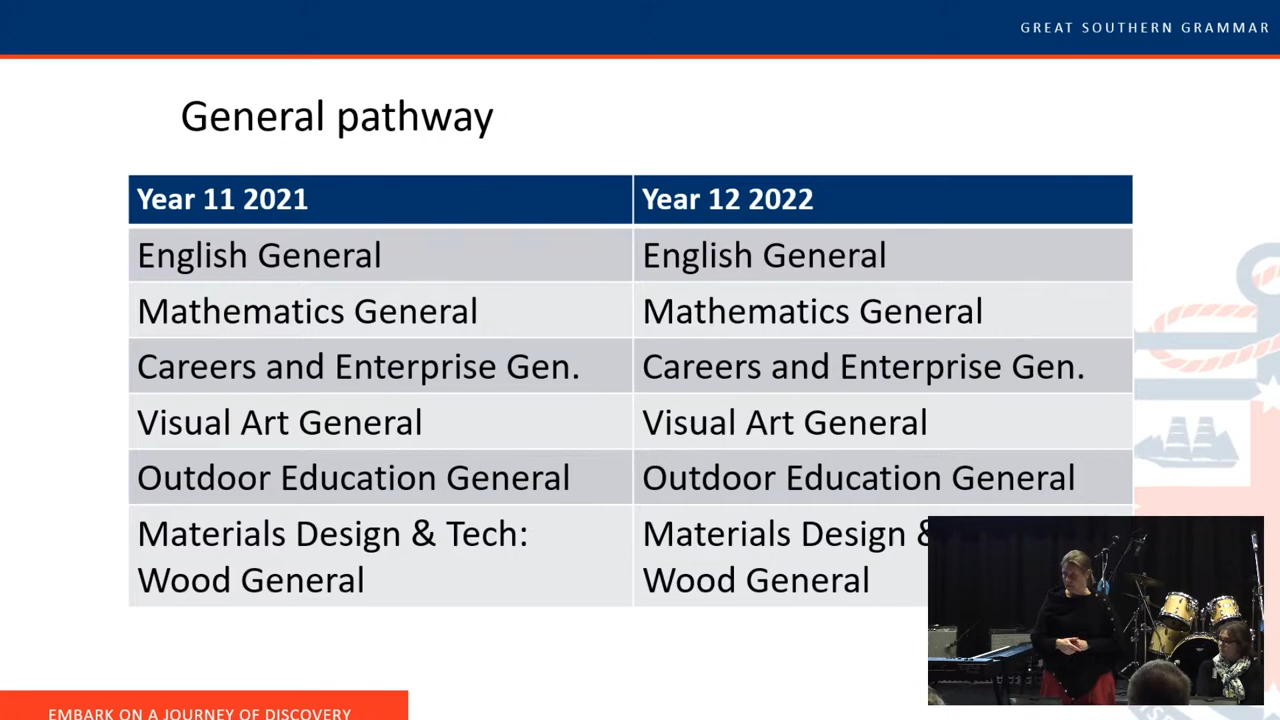 GREAT SOUTHERN GRAMMAR
General pathway
Year 11 2021
Year 12 2022
English General
English General
Mathematics General
Mathematics General
Careers and Enterprise Gen.
Careers and Enterprise Gen.
Visual Art General
Visual Art General
Outdoor Education General
Outdoor Education General
Materials Design & Tech:
Wood General
Materials Design &
Wood General
EMBARK ON A JOURNEY OF DISCOVERY